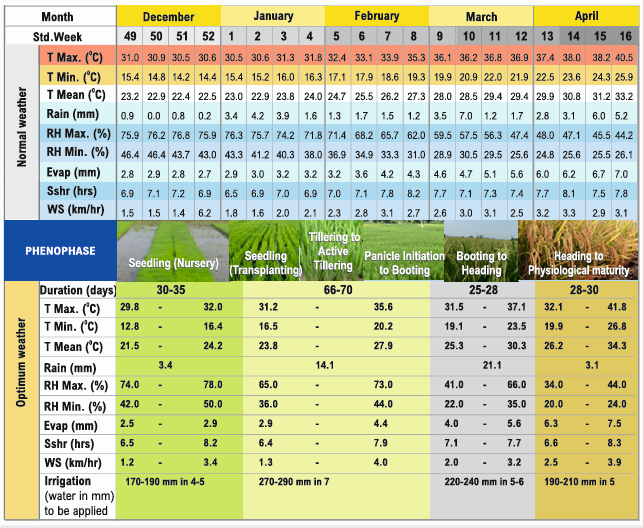 Month December January February March April
Std.Week 49 50 51 52 1 2 3 4 5 6 7 8 9 10 11 12 13 14 15 16
Normal weather
T Max. (°C) 31.0 30.9 30.5 30.6 30.5 30.6 31.3 31.8 32.4 33.1 33.9 35.3 36.1 36.2 36.8 36.9 37.4 38.0 38.2 40.5
T Min. (°C) 15.4 14.8 14.2 14.4 15.4 15.2 16.0 16.3 17.1 17.9 18.6 19.3 19.9 20.9 22.0 21.9 22.5 23.6 24.3 25.9
T Mean (°C) 23.2 22.9 22.4 22.5 23.0 22.9 23.8 24.0 24.7 25.5 26.2 27.3 28.0 28.5 29.4 29.4 29.9 30.8 31.2 33.2
Rain (mm) 0.9 0.0 0.8 0.2 3.4 4.2 3.9 1.6 1.3 1.7 1.5 1.2 3.5 7.0 1.2 1.7 2.8 3.1 6.0 5.2
RH Max. (%) 75.9 76.2 76.8 75.9 76.3 75.7 74.2 71.8 71.4 68.2 65.7 62.0 59.5 57.5 56.3 47.4 48.0 47.1 45.5 44.2
RH Min. (%) 46.4 46.4 43.7 43.0 43.3 41.2 40.3 38.0 36.9 34.9 33.3 31.0 28.9 30.5 29.5 25.6 24.8 25.6 25.5 26.1
Evap (mm) 2.8 2.9 2.8 2.7 2.9 3.0 3.2 3.2 3.2 3.6 4.2 4.3 4.6 4.7 5.1 5.6 6.0 6.2 6.7 7.0
Sshr (hrs) 6.9 7.1 7.2 6.9 6.5 6.9 7.0 6.9 7.0 7.1 7.8 8.2 7.7 7.1 7.3 7.4 7.7 8.1 7.5 7.8
WS (km/hr) 1.5 1.5 1.4 6.2 1.8 1.6 2.0 2.1 2.3 2.8 3.1 2.7 2.6 3.0 3.1 2.5 3.2 3.3 2.9 3.1
PHENOPHASE
Seedling (Nursery)
Seedling
(Transplanting)
Tillering to
Active
Tillering
Panicle Initiation
to Booting
Booting to
Heading
Heading to
Physiological maturity
Optimum weather
Duration (days) 30-35 66-70 25-28 28-30
T Max. (°C) 29.8 - 32.0 31.2 - 35.6 31.5 - 37.1 32.1 - 41.8
T Min. (°C) 12.8 - 16.4 16.5 - 20.2 19.1 - 23.5 19.9 - 26.8
T Mean (°C) 21.5 - 24.2 23.8 - 27.9 25.3 - 30.3 26.2 - 34.3
Rain (mm) 3.4 14.1 21.1 3.1
RH Max. (%) 74.0 - 78.0 65.0 - 73.0 41.0 - 66.0 34.0 - 44.0
RH Min. (%) 42.0 - 50.0 36.0 - 44.0 22.0 - 35.0 20.0 - 24.0
Evap (mm) 2.5 - 2.9 2.9 - 4.4 4.0 - 5.6 6.3 - 7.5
Sshr (hrs) 6.5 - 8.2 6.4 - 7.9 7.1 - 7.7 6.6 - 8.3
WS (km/hr) 1.2 - 3.4 1.3 - 4.0 2.0 - 3.2 2.5 - 3.9
Irrigation 170-190 mm in 4-5 270-290 mm in 7 220-240 mm in 5-6 190-210 mm in 5
(water in mm)
to be applied